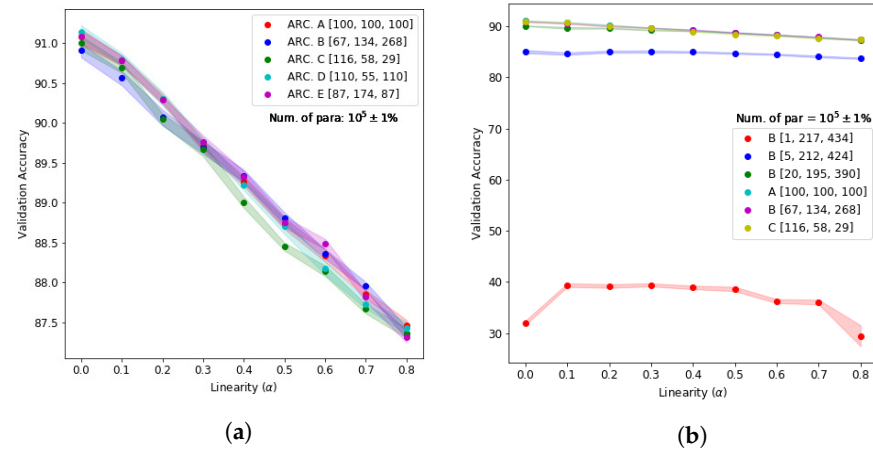 ARC. A [100, 100, 100]
ARC. B [67, 134, 268]
ARC. C [116, 58, 29]
ARC. D [110, 55, 110]
ARC. E [87, 174, 87]
Num. of para: 10⁵ ± 1%
91.0
90.5
90.0
89.5
89.0
88.5
88.0
87.5
Validation Accuracy
0.0 0.1 0.2 0.3 0.4 0.5 0.6 0.7 0.8
Linearity (α)
(a)
90
80
70
60
50
40
30
Validation Accuracy
Num. of par = 10⁵ ± 1%
B [1, 217, 434]
B [5, 212, 424]
B [20, 195, 390]
A [100, 100, 100]
B [67, 134, 268]
C [116, 58, 29]
0.0 0.1 0.2 0.3 0.4 0.5 0.6 0.7 0.8
Linearity (α)
(b)